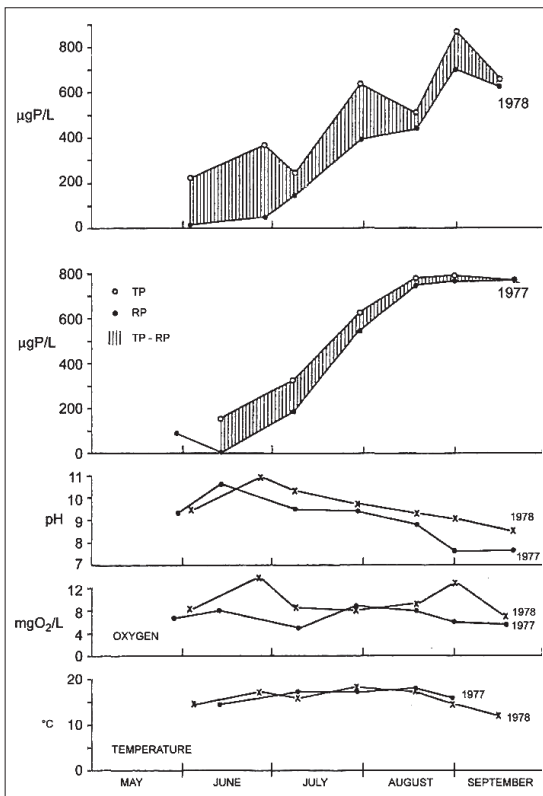 800
600
µgP/L
400
200
0
1978
800
600
µgP/L
400
200
0
TP
RP
TP - RP
1977
11
10
pH
9
8
7
1978
1977
12
8
mgO₂/L
4
0
OXYGEN
1978
1977
20
15
°C
10
0
TEMPERATURE
1977
1978
MAY JUNE JULY AUGUST SEPTEMBER